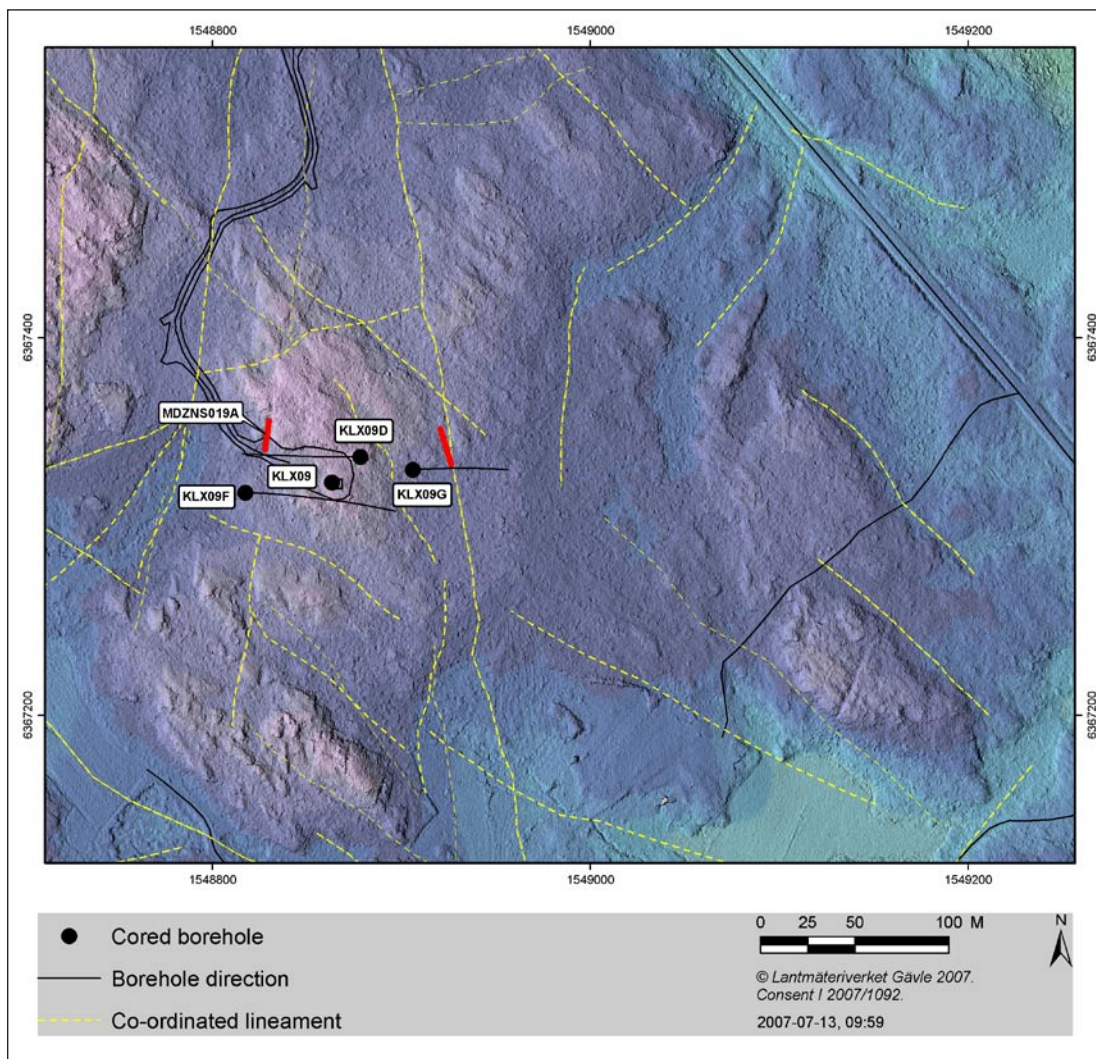 1548800
1549000
1549200
6367400
6367400
MDZNS019A
KLX09D
KLX09
KLX09F
KLX09G
6367200
6367200
1548800
1549000
1549200
Cored borehole
Borehole direction
Co-ordinated lineament
0 25 50 100 M
N
© Lantmäteriverket Gävle 2007.
Consent I 2007/1092.
2007-07-13, 09:59